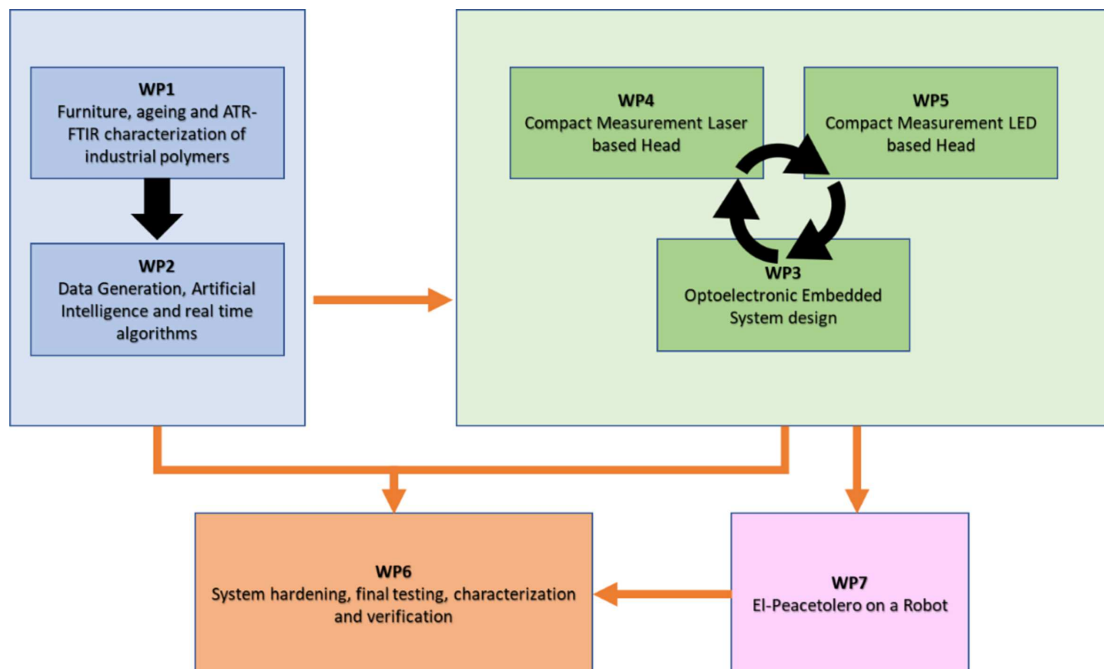 WP1
Furniture, ageing and ATR-
FTIR characterization of
industrial polymers
WP2
Data Generation, Artificial
Intelligence and real time
algorithms
WP4
Compact Measurement Laser
based Head
WP5
Compact Measurement LED
based Head
WP3
Optoelectronic Embedded
System design
WP6
System hardening, final testing, characterization
and verification
WP7
El-Peacetolero on a Robot